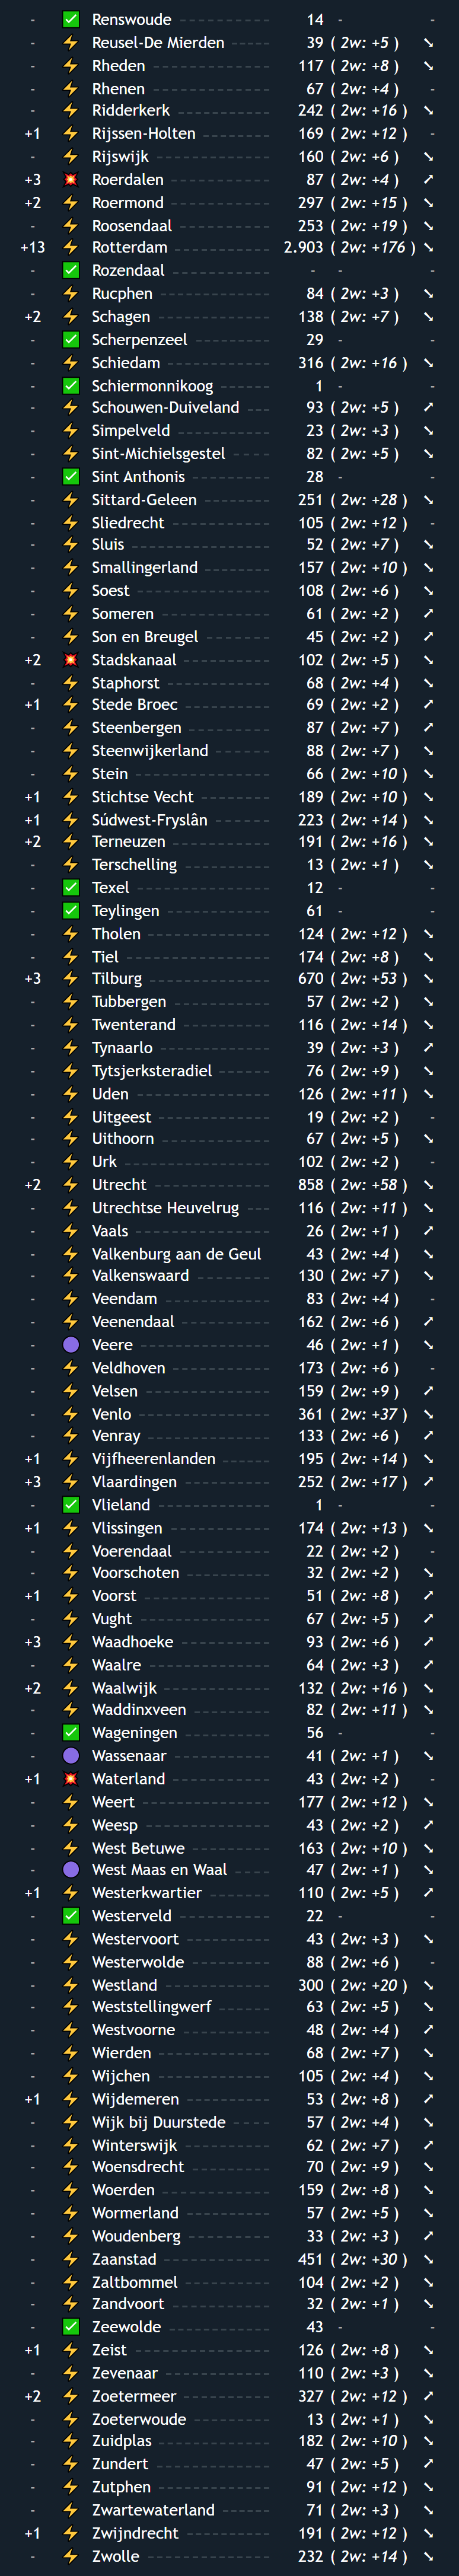 - ✅ Renswoude 14 - -
- ⚡ Reusel-De Mierden ----- 39 ( 2w: +5 ) ➘
- ⚡ Rheden ----- 117 ( 2w: +8 ) ➘
- ⚡ Rhenen ----- 67 ( 2w: +4 ) -
- ⚡ Ridderkerk ----- 242 ( 2w: +16 ) ➘
+1 ⚡ Rijssen-Holten ----- 169 ( 2w: +12 ) -
- ⚡ Rijswijk ----- 160 ( 2w: +6 ) ➘
+3 💥 Roerdalen ----- 87 ( 2w: +4 ) ➚
+2 ⚡ Roermond ----- 297 ( 2w: +15 ) ➘
- ⚡ Roosendaal ----- 253 ( 2w: +19 ) ➘
+13 ⚡ Rotterdam ----- 2.903 ( 2w: +176 ) ➘
- ✅ Rozendaal ----- - - -
- ⚡ Rucphen ----- 84 ( 2w: +3 ) ➘
+2 ⚡ Schagen ----- 138 ( 2w: +7 ) ➘
- ✅ Scherpenzeel ----- 29 - -
- ⚡ Schiedam ----- 316 ( 2w: +16 ) ➘
- ✅ Schiermonnikoog ----- 1 - -
- ⚡ Schouwen-Duiveland --- 93 ( 2w: +5 ) ➚
- ⚡ Simpelveld ----- 23 ( 2w: +3 ) ➘
- ⚡ Sint-Michielsgestel ----- 82 ( 2w: +5 ) ➘
- ✅ Sint Anthonis ----- 28 - -
- ⚡ Sittard-Geleen ----- 251 ( 2w: +28 ) ➘
- ⚡ Sliedrecht ----- 105 ( 2w: +12 ) -
- ⚡ Sluis ----- 52 ( 2w: +7 ) ➘
- ⚡ Smallingerland ----- 157 ( 2w: +10 ) ➘
- ⚡ Soest ----- 108 ( 2w: +6 ) ➘
- ⚡ Someren ----- 61 ( 2w: +2 ) ➚
- ⚡ Son en Breugel ----- 45 ( 2w: +2 ) ➚
+2 💥 Stadskanaal ----- 102 ( 2w: +5 ) ➘
- ⚡ Staphorst ----- 68 ( 2w: +4 ) ➘
+1 ⚡ Stede Broec ----- 69 ( 2w: +2 ) ➚
- ⚡ Steenbergen ----- 87 ( 2w: +7 ) ➚
- ⚡ Steenwijkerland ----- 88 ( 2w: +7 ) ➘
- ⚡ Stein ----- 66 ( 2w: +10 ) ➘
+1 ⚡ Stichtse Vecht ----- 189 ( 2w: +10 ) ➘
+1 ⚡ Súdwest-Fryslân ----- 223 ( 2w: +14 ) ➘
+2 ⚡ Terneuzen ----- 191 ( 2w: +16 ) ➘
- ⚡ Terschelling ----- 13 ( 2w: +1 ) ➘
- ✅ Texel ----- 12 - -
- ✅ Teylingen ----- 61 - -
- ⚡ Tholen ----- 124 ( 2w: +12 ) ➘
- ⚡ Tiel ----- 174 ( 2w: +8 ) ➘
+3 ⚡ Tilburg ----- 670 ( 2w: +53 ) ➘
- ⚡ Tubbergen ----- 57 ( 2w: +2 ) ➘
- ⚡ Twenterand ----- 116 ( 2w: +14 ) ➘
- ⚡ Tynaarlo ----- 39 ( 2w: +3 ) ➚
- ⚡ Tytsjerksteradiel ----- 76 ( 2w: +9 ) ➘
- ⚡ Uden ----- 126 ( 2w: +11 ) ➘
- ⚡ Uitgeest ----- 19 ( 2w: +2 ) -
- ⚡ Uithoorn ----- 67 ( 2w: +5 ) ➘
- ⚡ Urk ----- 102 ( 2w: +2 ) -
+2 ⚡ Utrecht ----- 858 ( 2w: +58 ) ➘
- ⚡ Utrechtse Heuvelrug --- 116 ( 2w: +11 ) ➘
- ⚡ Vaals ----- 26 ( 2w: +1 ) ➚
- ⚡ Valkenburg aan de Geul 43 ( 2w: +4 ) ➘
- ⚡ Valkenswaard ----- 130 ( 2w: +7 ) ➘
- ⚡ Veendam ----- 83 ( 2w: +4 ) -
- ⚡ Veenendaal ----- 162 ( 2w: +6 ) ➚
- 🟣 Veere ----- 46 ( 2w: +1 ) ➘
- ⚡ Veldhoven ----- 173 ( 2w: +6 ) -
- ⚡ Velsen ----- 159 ( 2w: +9 ) ➚
- ⚡ Venlo ----- 361 ( 2w: +37 ) ➘
- ⚡ Venray ----- 133 ( 2w: +6 ) ➚
+1 ⚡ Vijfheerenlanden ----- 195 ( 2w: +14 ) ➘
+3 ⚡ Vlaardingen ----- 252 ( 2w: +17 ) ➚
- ✅ Vlieland ----- 1 - -
+1 ⚡ Vlissingen ----- 174 ( 2w: +13 ) ➘
- ⚡ Voerendaal ----- 22 ( 2w: +2 ) -
- ⚡ Voorschoten ----- 32 ( 2w: +2 ) ➘
+1 ⚡ Voorst ----- 51 ( 2w: +8 ) ➚
- ⚡ Vught ----- 67 ( 2w: +5 ) ➚
+3 ⚡ Waadhoeke ----- 93 ( 2w: +6 ) ➚
- ⚡ Waalre ----- 64 ( 2w: +3 ) ➚
+2 ⚡ Waalwijk ----- 132 ( 2w: +16 ) ➘
- ⚡ Waddinxveen ----- 82 ( 2w: +11 ) ➘
- ✅ Wageningen ----- 56 - -
- 🟣 Wassenaar ----- 41 ( 2w: +1 ) ➘
+1 💥 Waterland ----- 43 ( 2w: +2 ) -
- ⚡ Weert ----- 177 ( 2w: +12 ) ➘
- ⚡ Weesp ----- 43 ( 2w: +2 ) ➚
- ⚡ West Betuwe ----- 163 ( 2w: +10 ) ➘
- 🟣 West Maas en Waal ----- 47 ( 2w: +1 ) ➘
+1 ⚡ Westerkwartier ----- 110 ( 2w: +5 ) ➚
- ✅ Westerveld ----- 22 - -
- ⚡ Westervoort ----- 43 ( 2w: +3 ) ➘
- ⚡ Westerwolde ----- 88 ( 2w: +6 ) -
- ⚡ Westland ----- 300 ( 2w: +20 ) ➘
- ⚡ Weststellingwerf ----- 63 ( 2w: +5 ) ➘
- ⚡ Westvoorne ----- 48 ( 2w: +4 ) ➚
- ⚡ Wierden ----- 68 ( 2w: +7 ) ➘
- ⚡ Wijchen ----- 105 ( 2w: +4 ) ➘
+1 ⚡ Wijdemeren ----- 53 ( 2w: +8 ) ➚
- ⚡ Wijk bij Duurstede ---- 57 ( 2w: +4 ) ➘
- ⚡ Winterswijk ----- 62 ( 2w: +7 ) ➚
- ⚡ Woensdrecht ----- 70 ( 2w: +9 ) ➘
- ⚡ Woerden ----- 159 ( 2w: +8 ) ➘
- ⚡ Wormerland ----- 57 ( 2w: +5 ) ➘
- ⚡ Woudenberg ----- 33 ( 2w: +3 ) ➚
- ⚡ Zaanstad ----- 451 ( 2w: +30 ) ➘
- ⚡ Zaltbommel ----- 104 ( 2w: +2 ) ➘
- ⚡ Zandvoort ----- 32 ( 2w: +1 ) ➘
- ✅ Zeewolde ----- 43 - -
+1 ⚡ Zeist ----- 126 ( 2w: +8 ) ➘
- ⚡ Zevenaar ----- 110 ( 2w: +3 ) ➘
+2 ⚡ Zoetermeer ----- 327 ( 2w: +12 ) ➚
- ⚡ Zoeterwoude ----- 13 ( 2w: +1 ) ➘
- ⚡ Zuidplas ----- 182 ( 2w: +10 ) ➘
- ⚡ Zundert ----- 47 ( 2w: +5 ) ➚
- ⚡ Zutphen ----- 91 ( 2w: +12 ) ➘
- ⚡ Zwartewaterland ----- 71 ( 2w: +3 ) ➘
+1 ⚡ Zwijndrecht ----- 191 ( 2w: +12 ) ➘
- ⚡ Zwolle ----- 232 ( 2w: +14 ) ➘